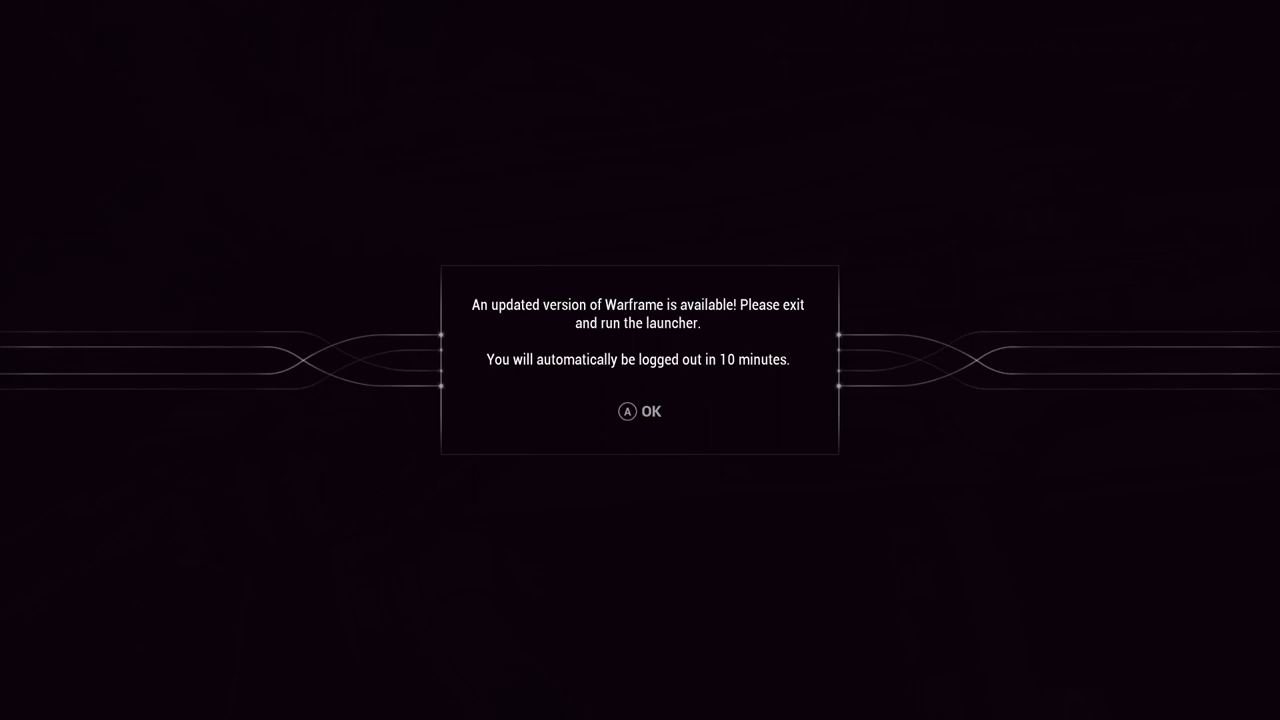 An updated version of Warframe is available! Please exit
and run the launcher.
You will automatically be logged out in 10 minutes.
A OK